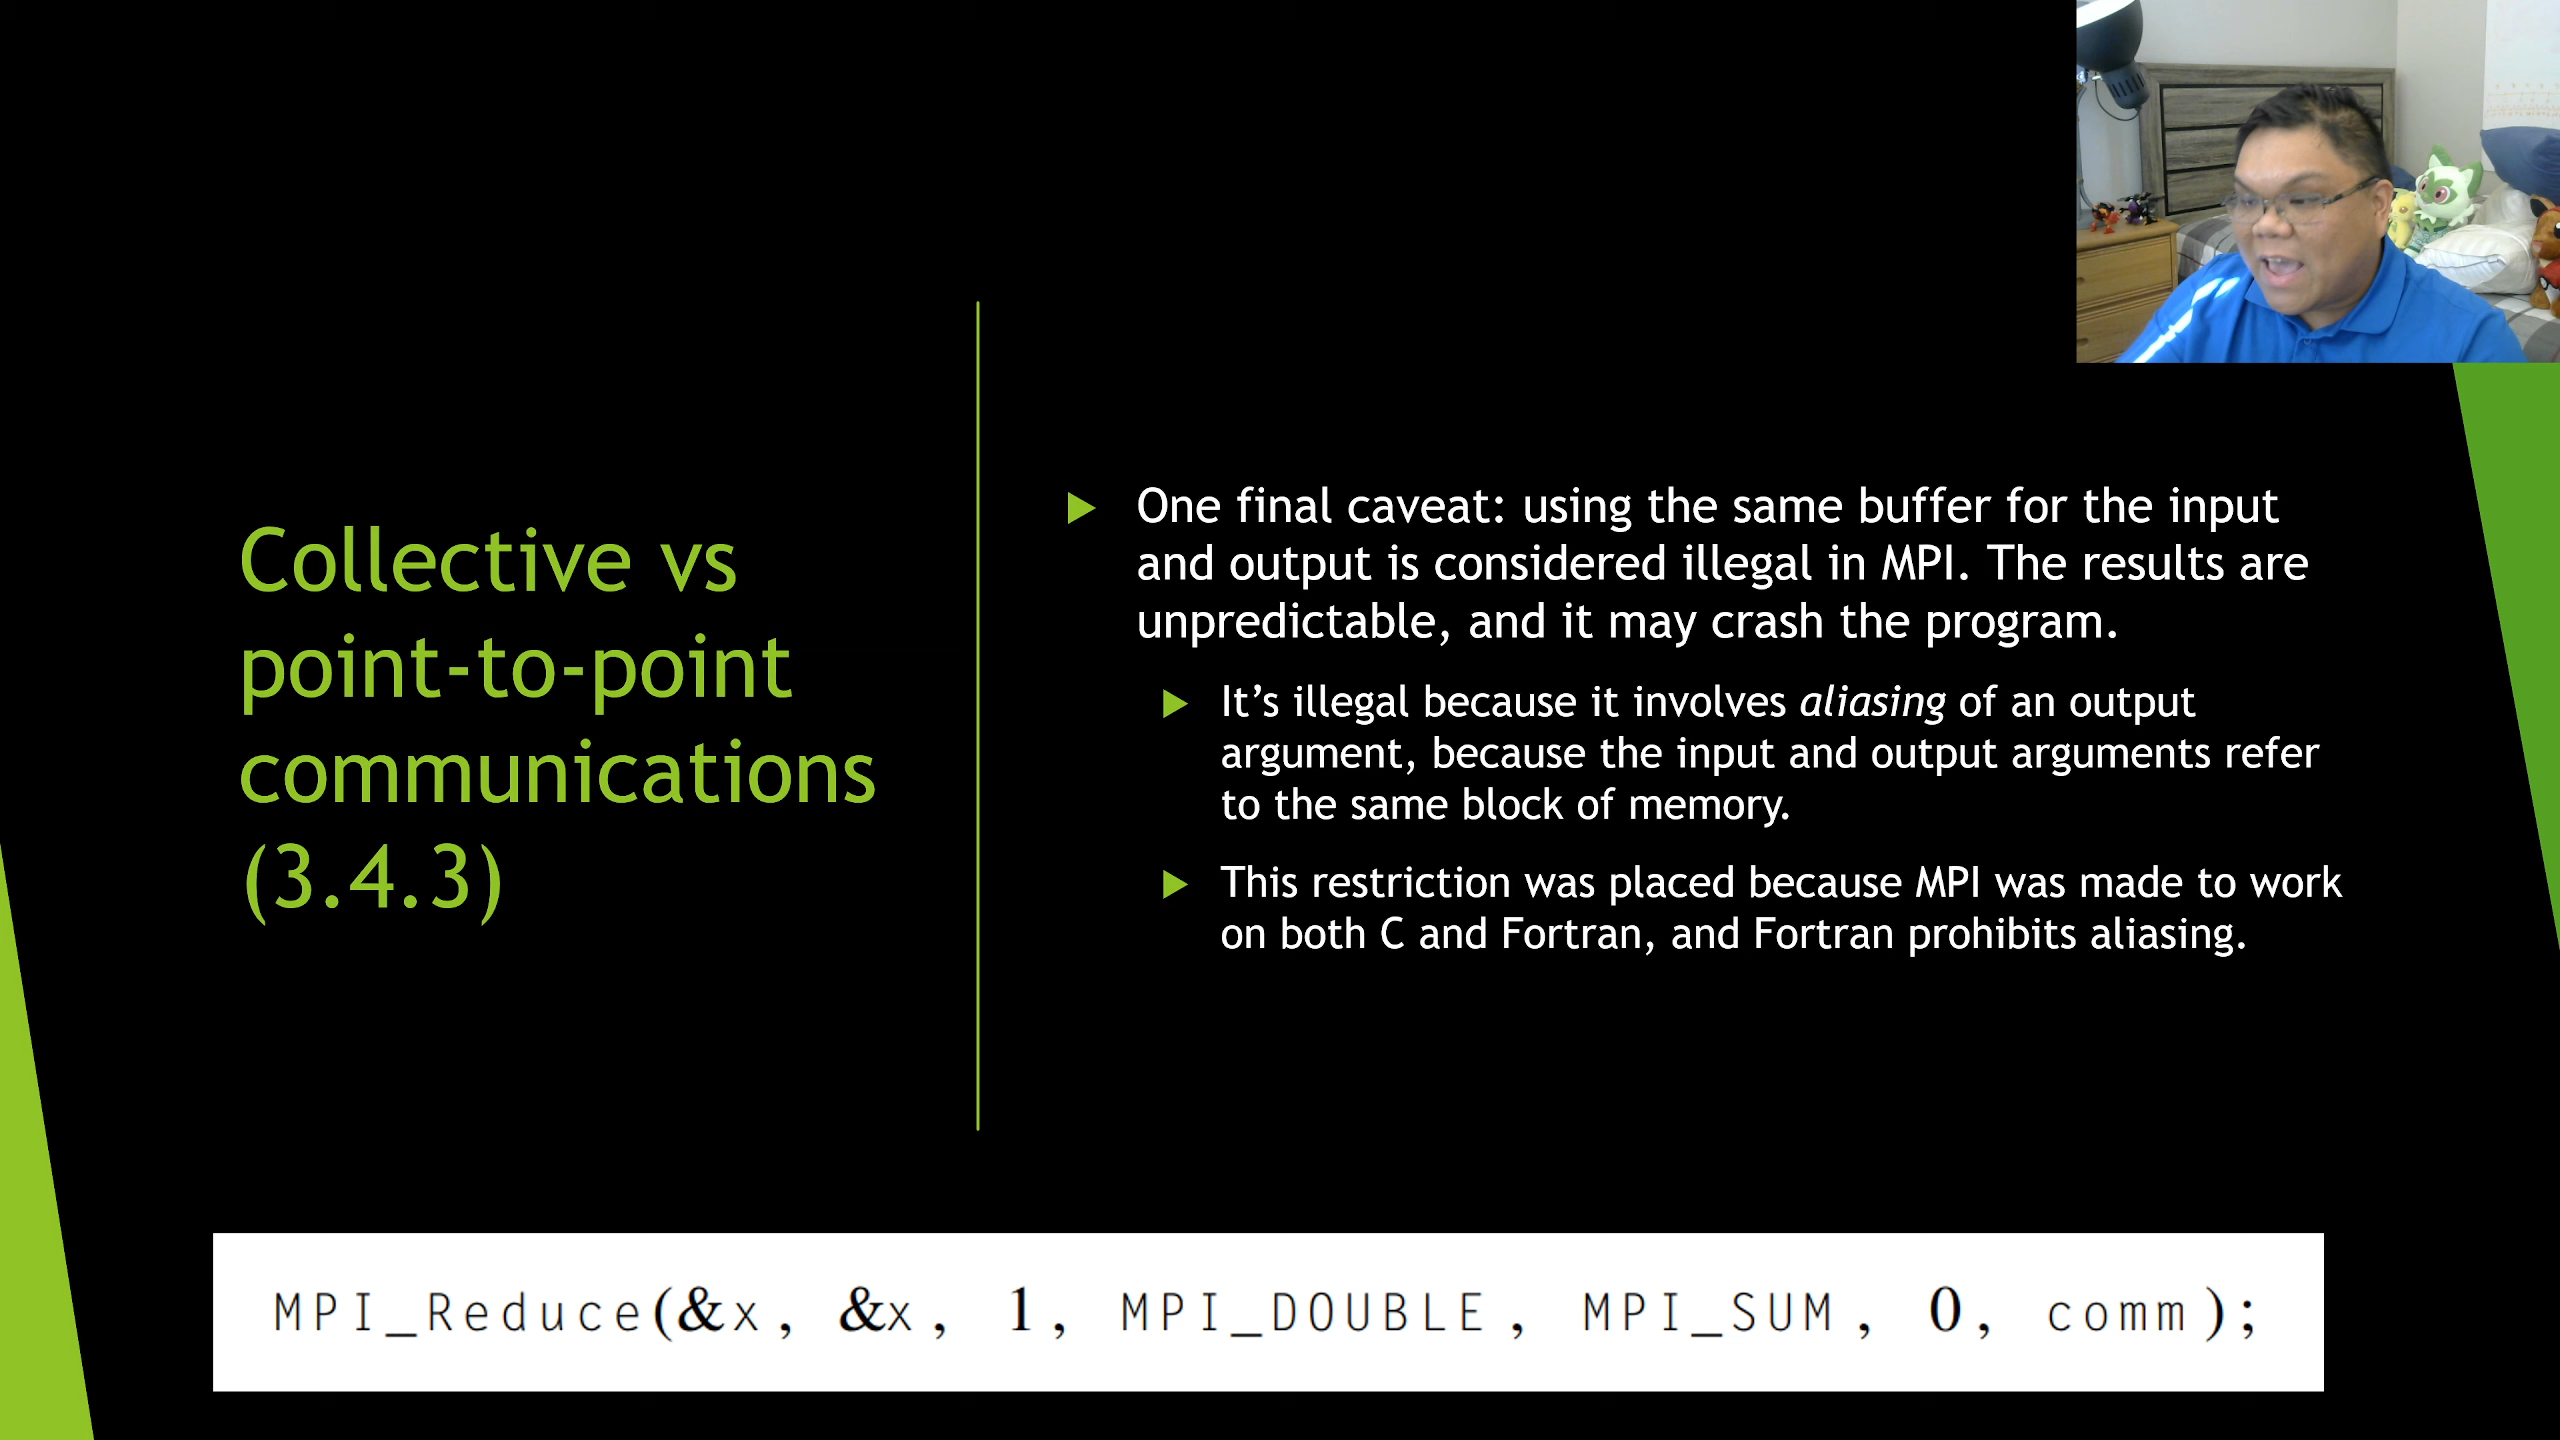 Collective vs
point-to-point
communications
(3.4.3)
One final caveat: using the same buffer for the input
and output is considered illegal in MPI. The results are
unpredictable, and it may crash the program.
It’s illegal because it involves aliasing of an output
argument, because the input and output arguments refer
to the same block of memory.
This restriction was placed because MPI was made to work
on both C and Fortran, and Fortran prohibits aliasing.
MPI_Reduce(&x, &x, 1, MPI_DOUBLE, MPI_SUM, 0, comm);